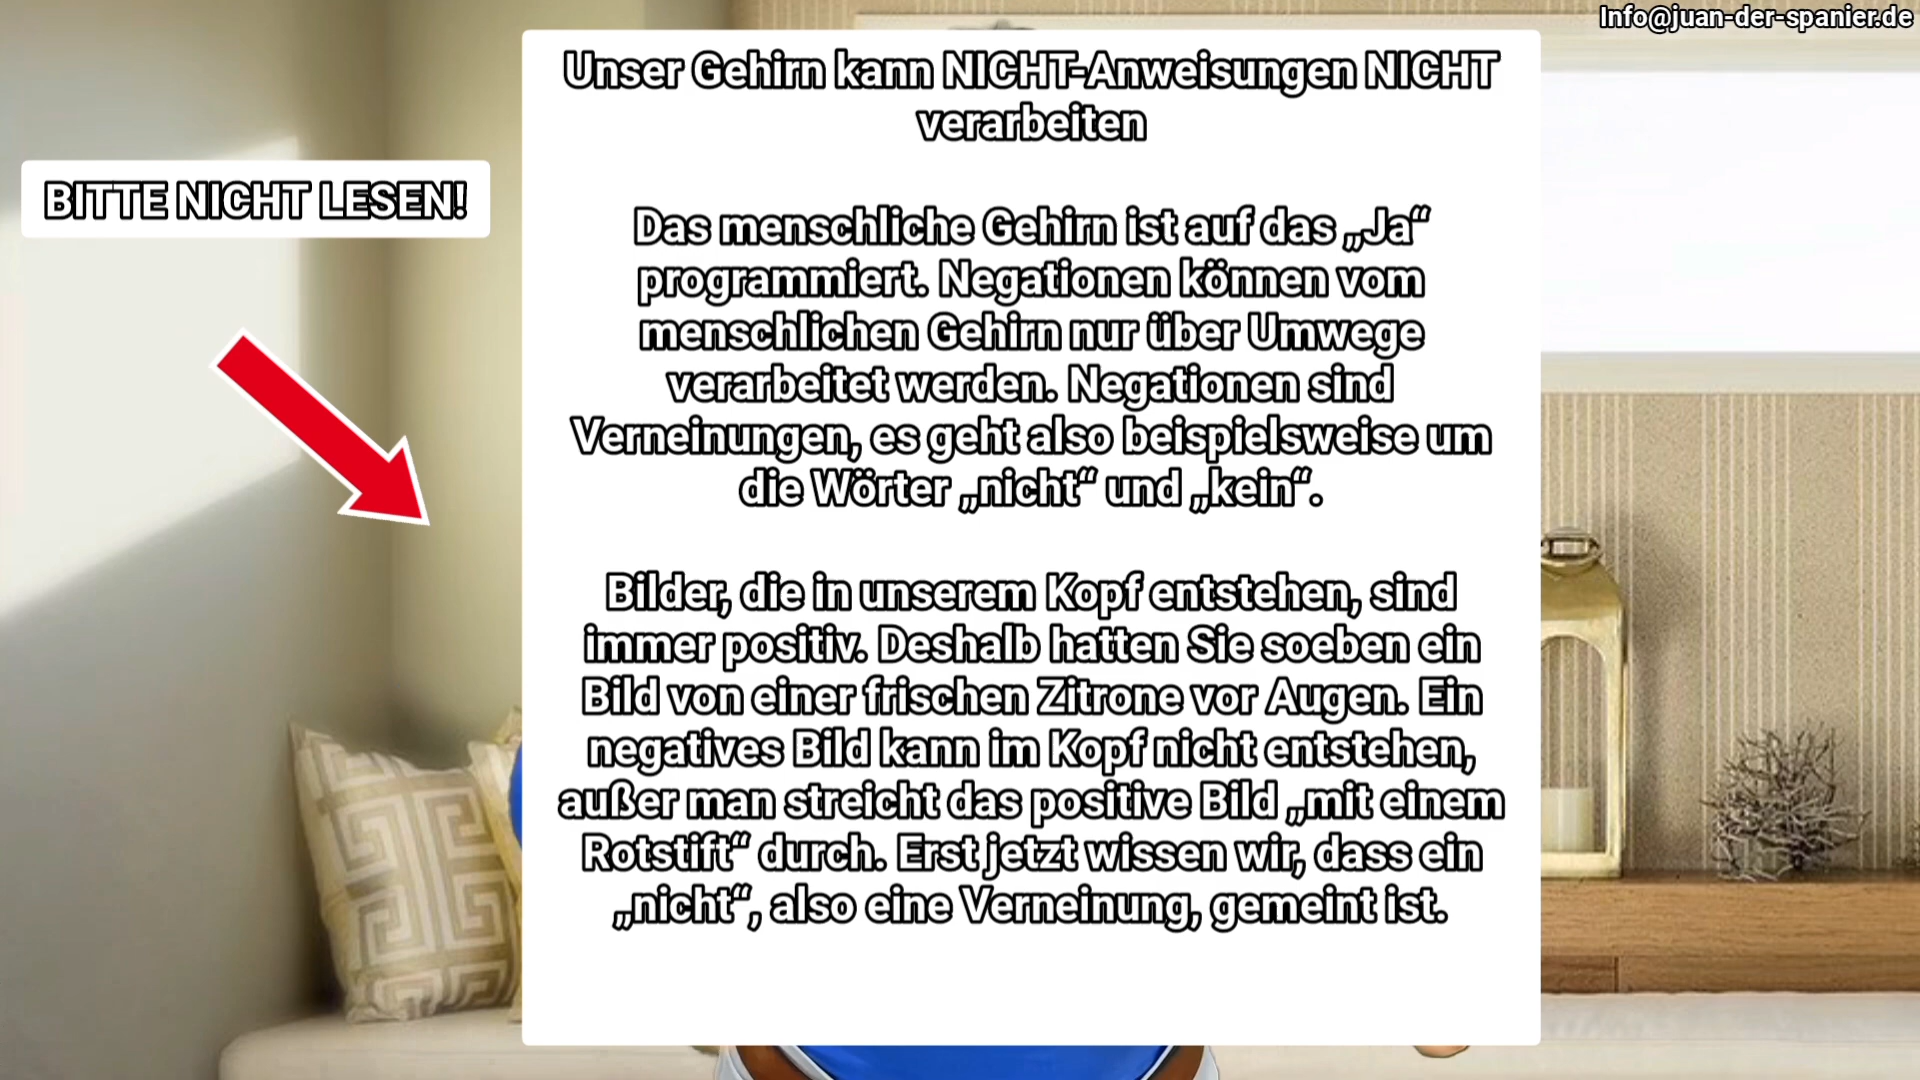 Info@juan-der-spanier.de
BITTE NICHT LESEN!
Unser Gehirn kann NICHT-Anweisungen NICHT
verarbeiten
Das menschliche Gehirn ist auf das „Ja“
programmiert. Negationen können vom
menschlichen Gehirn nur über Umwege
verarbeitet werden. Negationen sind
Verneinungen, es geht also beispielsweise um
die Wörter „nicht“ und „kein“.
Bilder, die in unserem Kopf entstehen, sind
immer positiv. Deshalb hatten Sie soeben ein
Bild von einer frischen Zitrone vor Augen. Ein
negatives Bild kann im Kopf nicht entstehen,
außer man streicht das positive Bild „mit einem
Rotstift“ durch. Erst jetzt wissen wir, dass ein
„nicht“, also eine Verneinung, gemeint ist.